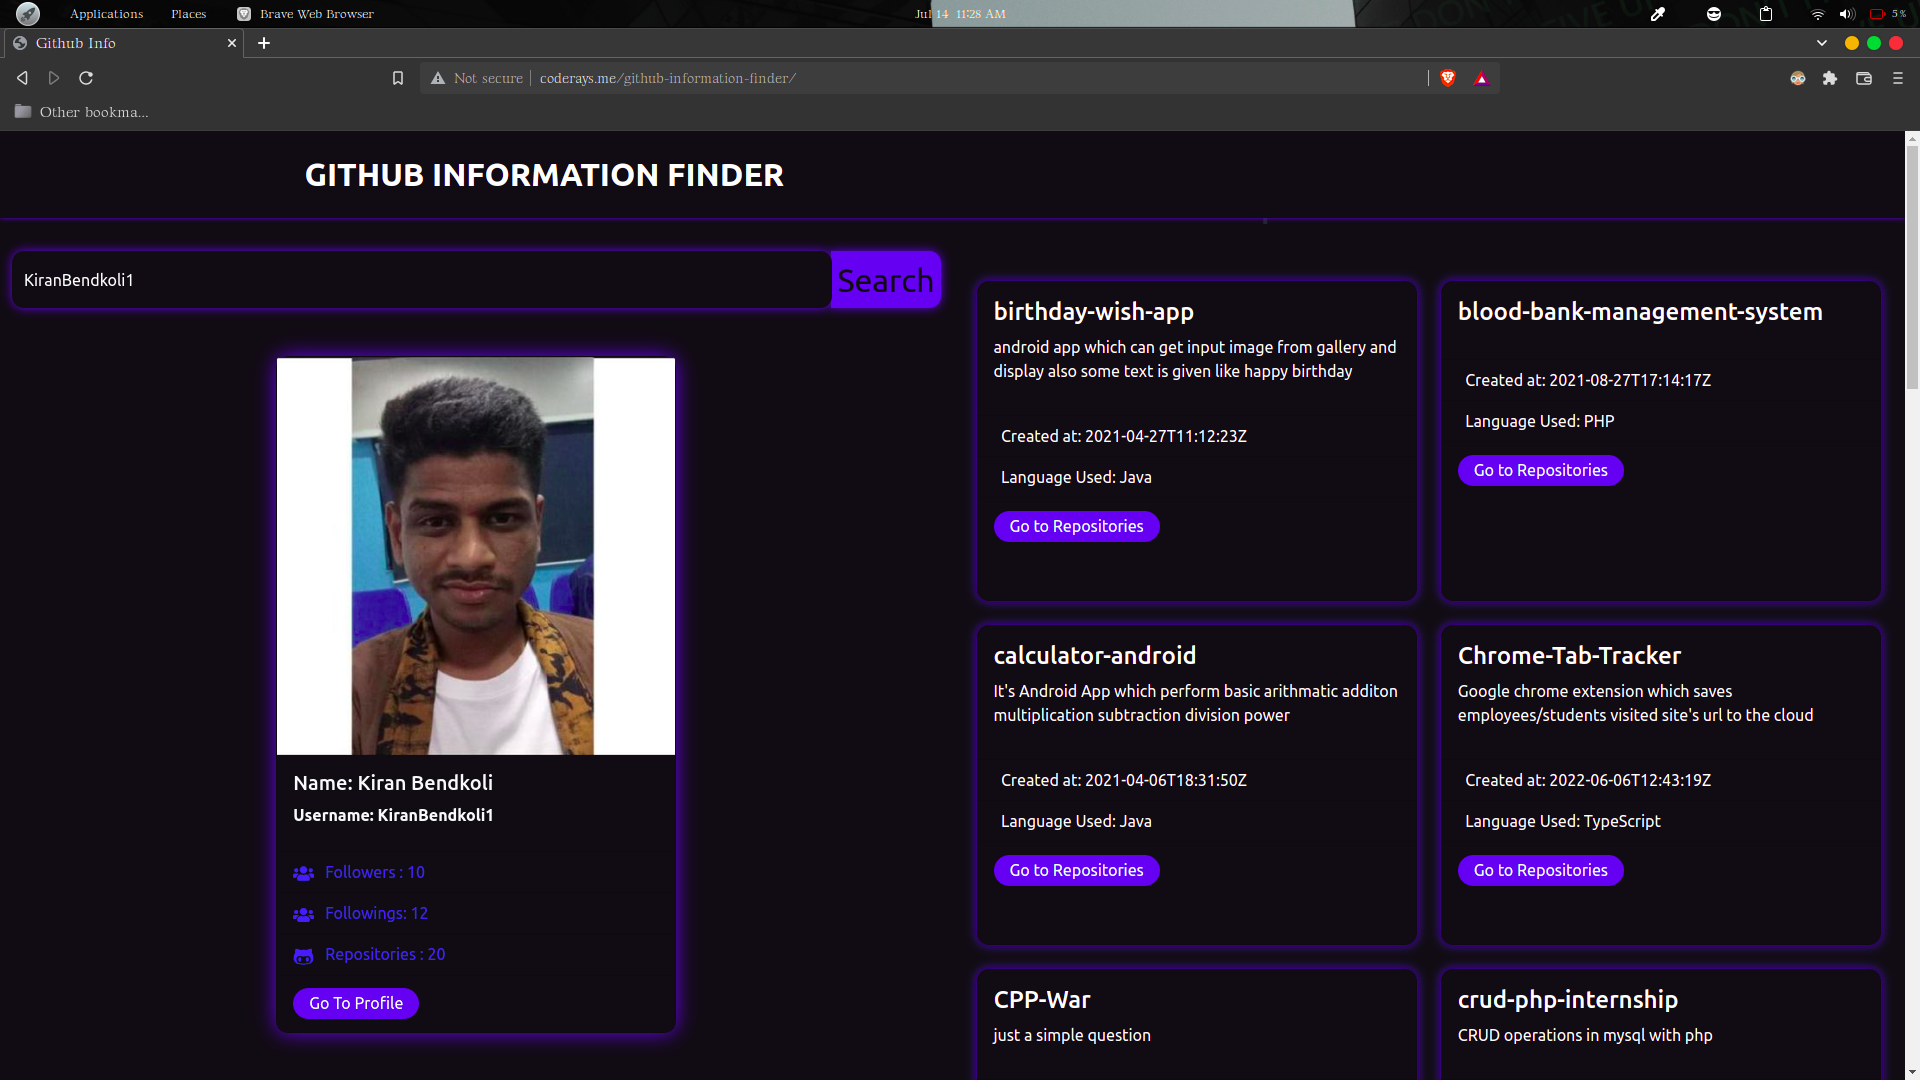 Applications Places Brave Web Browser Jul 14 11:28 AM 5 %
Github Info
Not secure coderays.me/github-information-finder/
Other bookma...
GITHUB INFORMATION FINDER
KiranBendkoli1 Search
Name: Kiran Bendkoli
Username: KiranBendkoli1
Followers : 10
Followings: 12
Repositories : 20
Go To Profile
birthday-wish-app
android app which can get input image from gallery and
display also some text is given like happy birthday
Created at: 2021-04-27T11:12:23Z
Language Used: Java
Go to Repositories
blood-bank-management-system
Created at: 2021-08-27T17:14:17Z
Language Used: PHP
Go to Repositories
calculator-android
It's Android App which perform basic arithmatic additon
multiplication subtraction division power
Created at: 2021-04-06T18:31:50Z
Language Used: Java
Go to Repositories
Chrome-Tab-Tracker
Google chrome extension which saves
employees/students visited site's url to the cloud
Created at: 2022-06-06T12:43:19Z
Language Used: TypeScript
Go to Repositories
CPP-War
just a simple question
crud-php-internship
CRUD operations in mysql with php